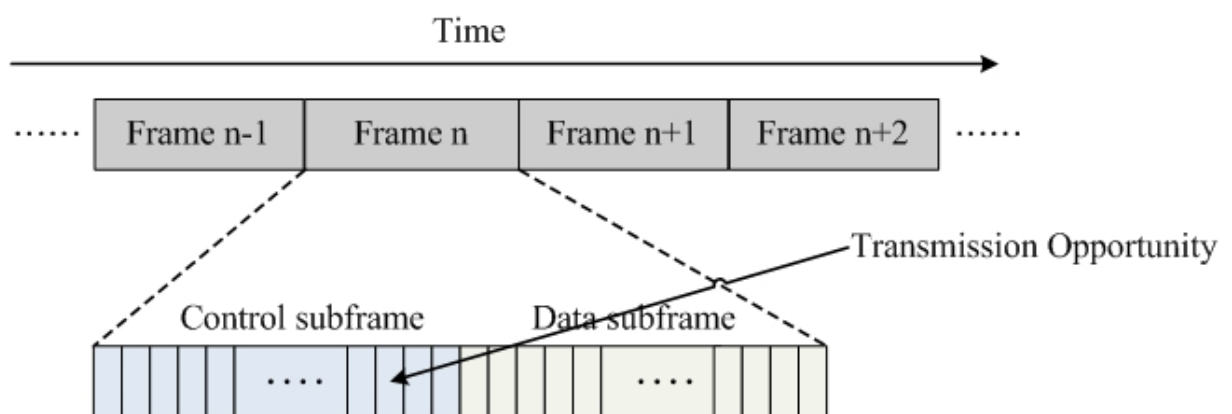 Time
...... Frame n-1 Frame n Frame n+1 Frame n+2 ......
Transmission Opportunity
Control subframe Data subframe
.... ....